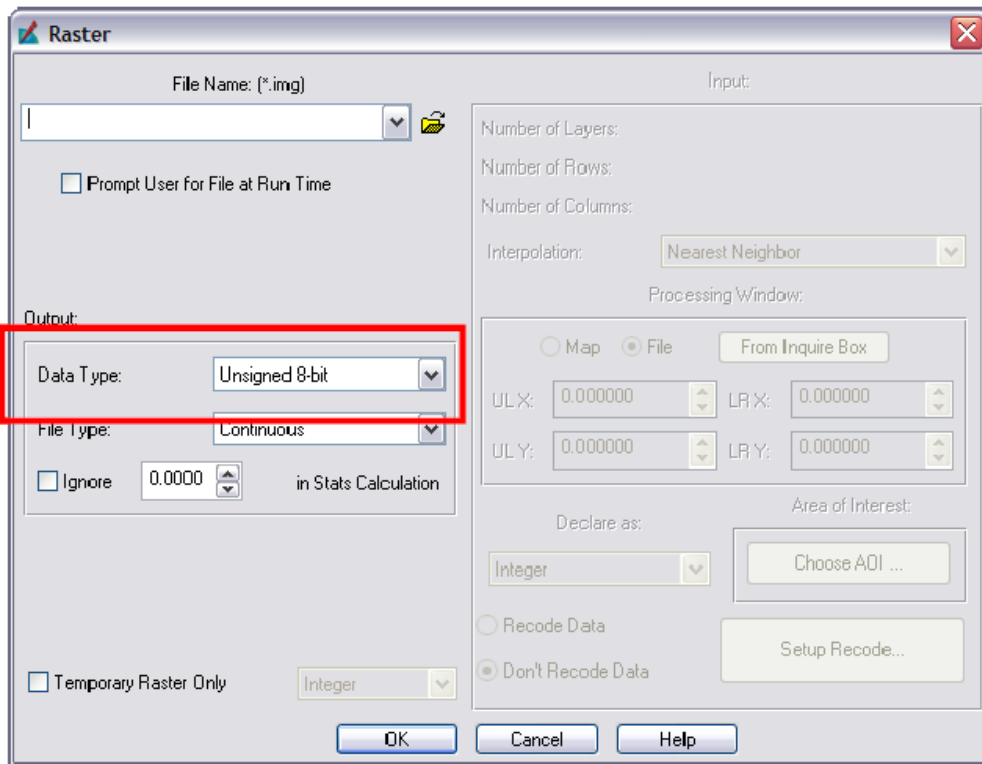 Raster
File Name: (*.img)
Prompt User for File at Run Time
Output:
Data Type: Unsigned 8-bit
File Type: Continuous
Ignore 0.0000 in Stats Calculation
Temporary Raster Only Integer
Input:
Number of Layers:
Number of Rows:
Number of Columns:
Interpolation: Nearest Neighbor
Processing Window:
Map File From Inquire Box
UL X: 0.000000 LR X: 0.000000
UL Y: 0.000000 LR Y: 0.000000
Declare as:
Integer
Area of Interest:
Choose AOI ...
Recode Data
Don't Recode Data
Setup Recode...
OK Cancel Help